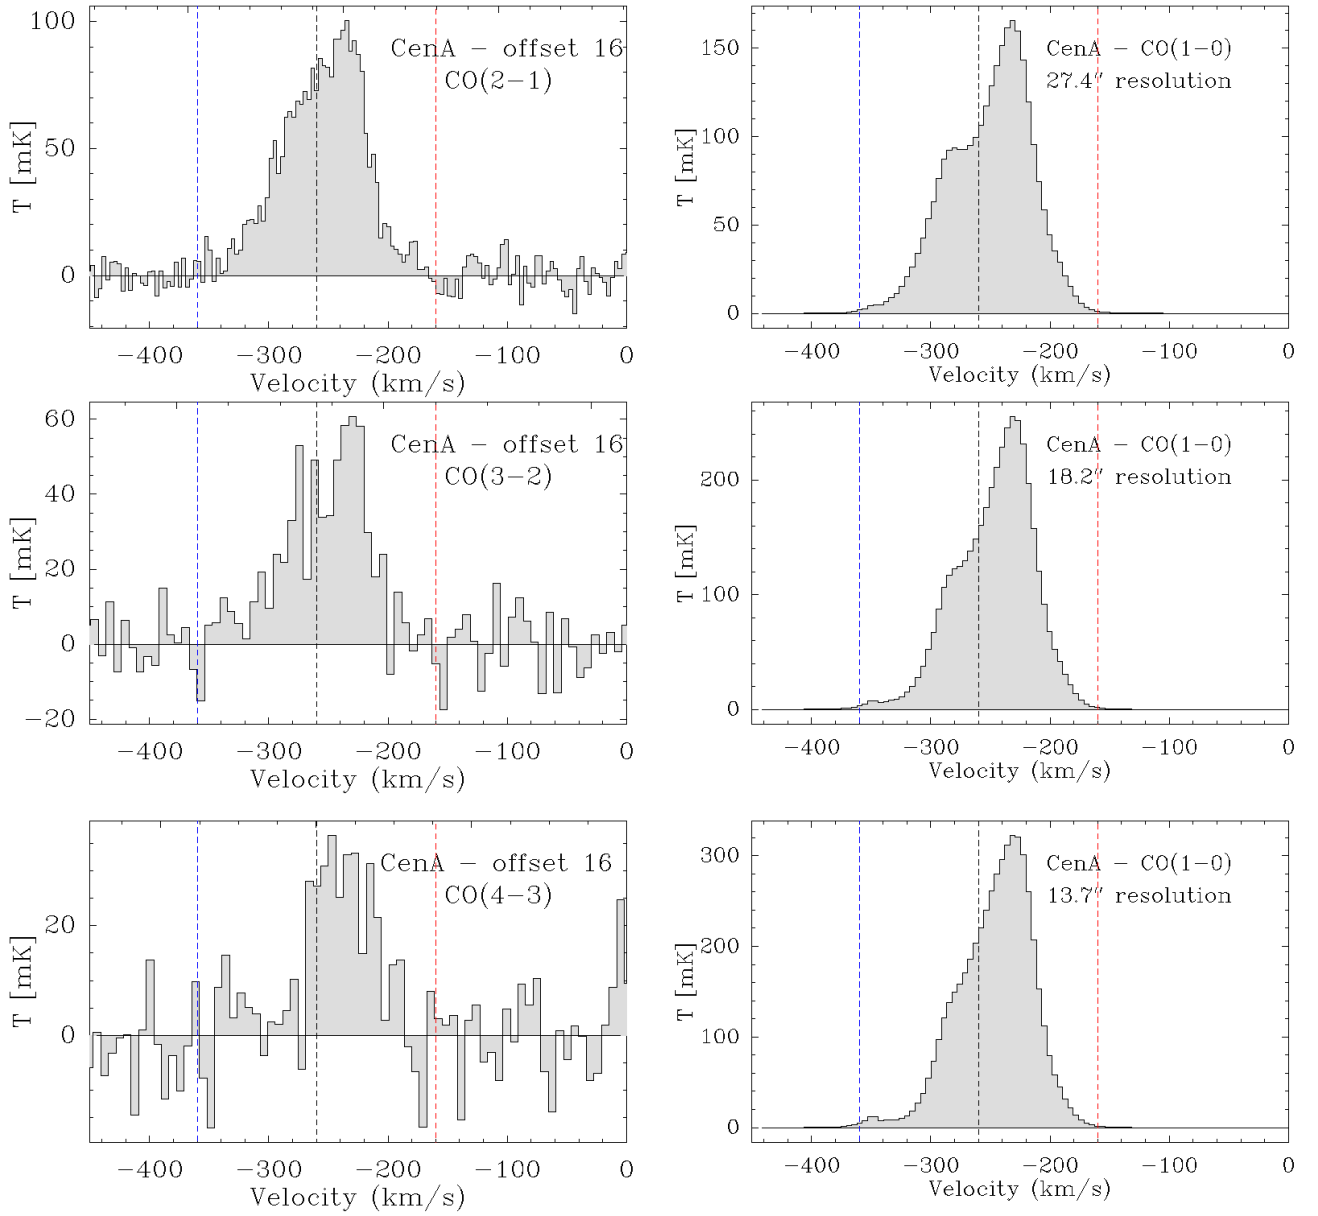 CenA − offset 16
CO(2−1)
100
50
0
T [mK]
−400 −300 −200 −100 0
Velocity (km/s)
CenA − CO(1−0)
27.4″ resolution
150
100
50
0
T [mK]
−400 −300 −200 −100 0
Velocity (km/s)
CenA − offset 16
CO(3−2)
60
40
20
0
−20
T [mK]
−400 −300 −200 −100 0
Velocity (km/s)
CenA − CO(1−0)
18.2″ resolution
200
100
0
T [mK]
−400 −300 −200 −100 0
Velocity (km/s)
CenA − offset 16
CO(4−3)
20
0
T [mK]
−400 −300 −200 −100 0
Velocity (km/s)
CenA − CO(1−0)
13.7″ resolution
300
200
100
0
T [mK]
−400 −300 −200 −100 0
Velocity (km/s)